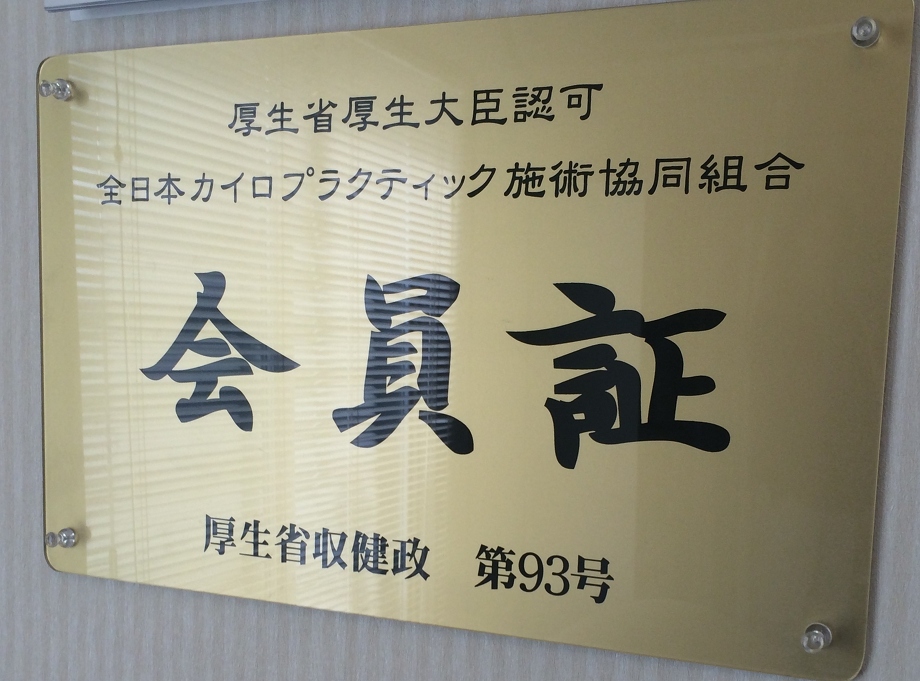 厚生省厚生大臣認可
全日本カイロプラクティック施術協同組合
会員証
厚生省収健政 第93号